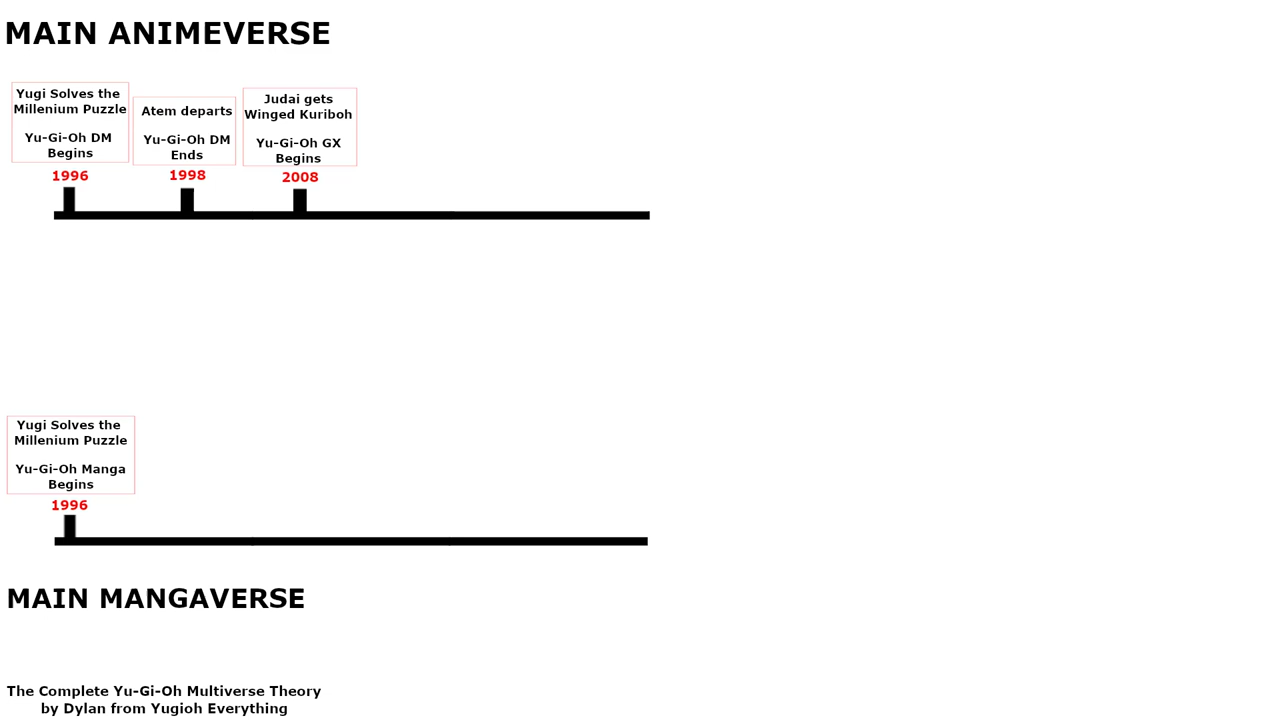 MAIN ANIMEVERSE
Yugi Solves the
Millenium Puzzle
Yu-Gi-Oh DM
Begins
1996
Atem departs
Yu-Gi-Oh DM
Ends
1998
Judai gets
Winged Kuriboh
Yu-Gi-Oh GX
Begins
2008
Yugi Solves the
Millenium Puzzle
Yu-Gi-Oh Manga
Begins
1996
MAIN MANGAVERSE
The Complete Yu-Gi-Oh Multiverse Theory
by Dylan from Yugioh Everything